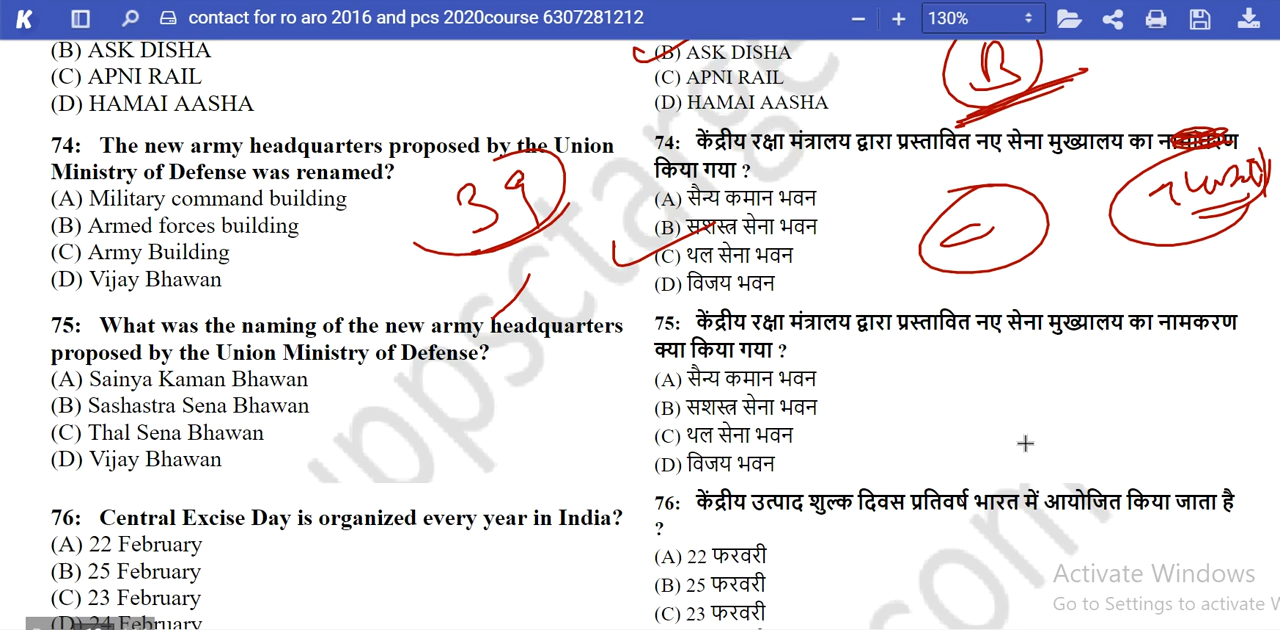 contact for ro aro 2016 and pcs 2020course 6307281212
130%
(B) ASK DISHA
(C) APNI RAIL
(D) HAMAI AASHA
74: The new army headquarters proposed by the Union
Ministry of Defense was renamed?
(A) Military command building
(B) Armed forces building
(C) Army Building
(D) Vijay Bhawan
39
75: What was the naming of the new army headquarters
proposed by the Union Ministry of Defense?
(A) Sainya Kaman Bhawan
(B) Sashastra Sena Bhawan
(C) Thal Sena Bhawan
(D) Vijay Bhawan
76: Central Excise Day is organized every year in India?
(A) 22 February
(B) 25 February
(C) 23 February
(D) 24 February
(B) ASK DISHA
(C) APNI RAIL
(D) HAMAI AASHA
B
74: केंद्रीय रक्षा मंत्रालय द्वारा प्रस्तावित नए सेना मुख्यालय का नामकरण
किया गया ?
(A) सैन्य कमान भवन
(B) सशस्त्र सेना भवन
(C) थल सेना भवन
(D) विजय भवन
C
75: केंद्रीय रक्षा मंत्रालय द्वारा प्रस्तावित नए सेना मुख्यालय का नामकरण
क्या किया गया ?
(A) सैन्य कमान भवन
(B) सशस्त्र सेना भवन
(C) थल सेना भवन
(D) विजय भवन
76: केंद्रीय उत्पाद शुल्क दिवस प्रतिवर्ष भारत में आयोजित किया जाता है
?
(A) 22 फरवरी
(B) 25 फरवरी
(C) 23 फरवरी
Activate Windows
Go to Settings to activate W